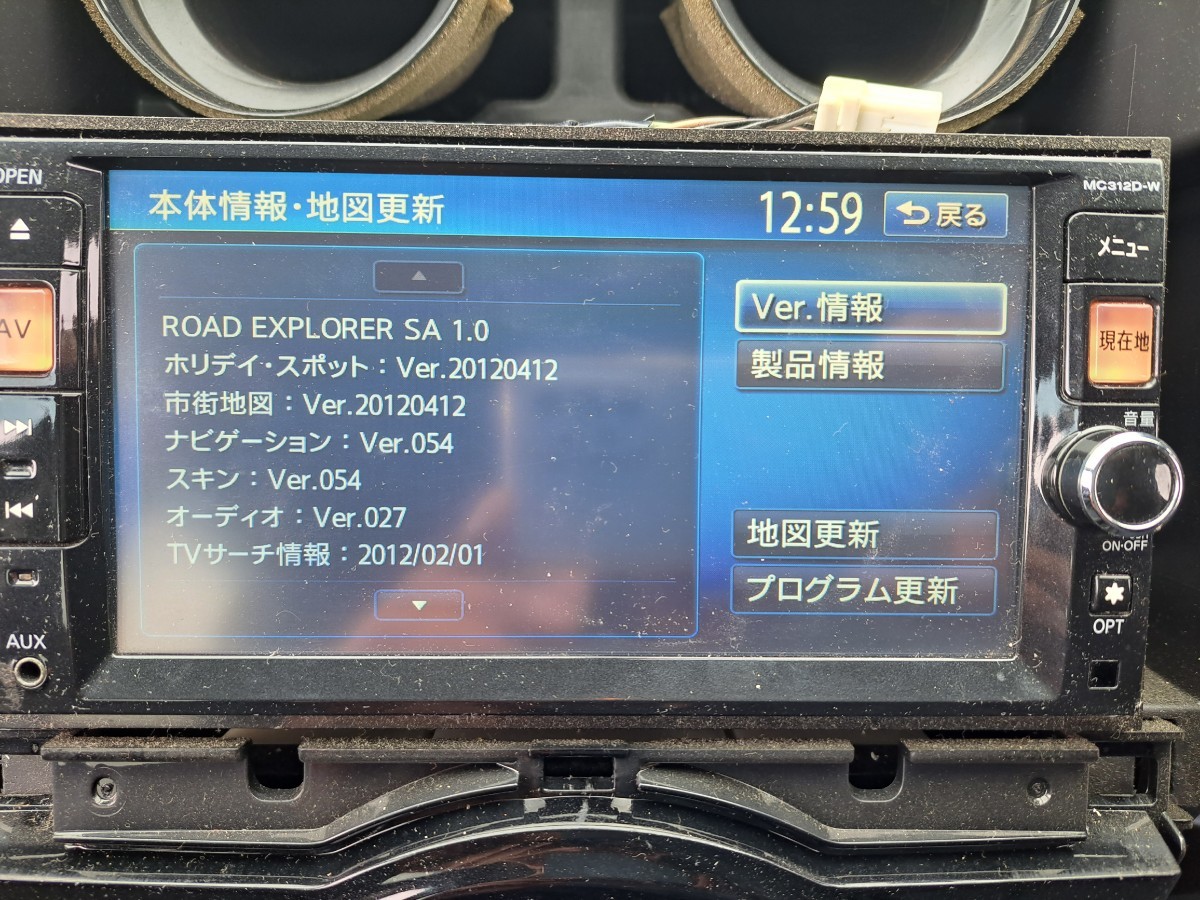 OPEN
MC312D-W
本体情報・地図更新
12:59
戻る
メニュー
AV
現在地
Ver.情報
製品情報
ROAD EXPLORER SA 1.0
ホリデイ・スポット：Ver.20120412
市街地図：Ver.20120412
ナビゲーション：Ver.054
スキン：Ver.054
オーディオ：Ver.027
TVサーチ情報：2012/02/01
地図更新
プログラム更新
音量
ON・OFF
OPT
AUX